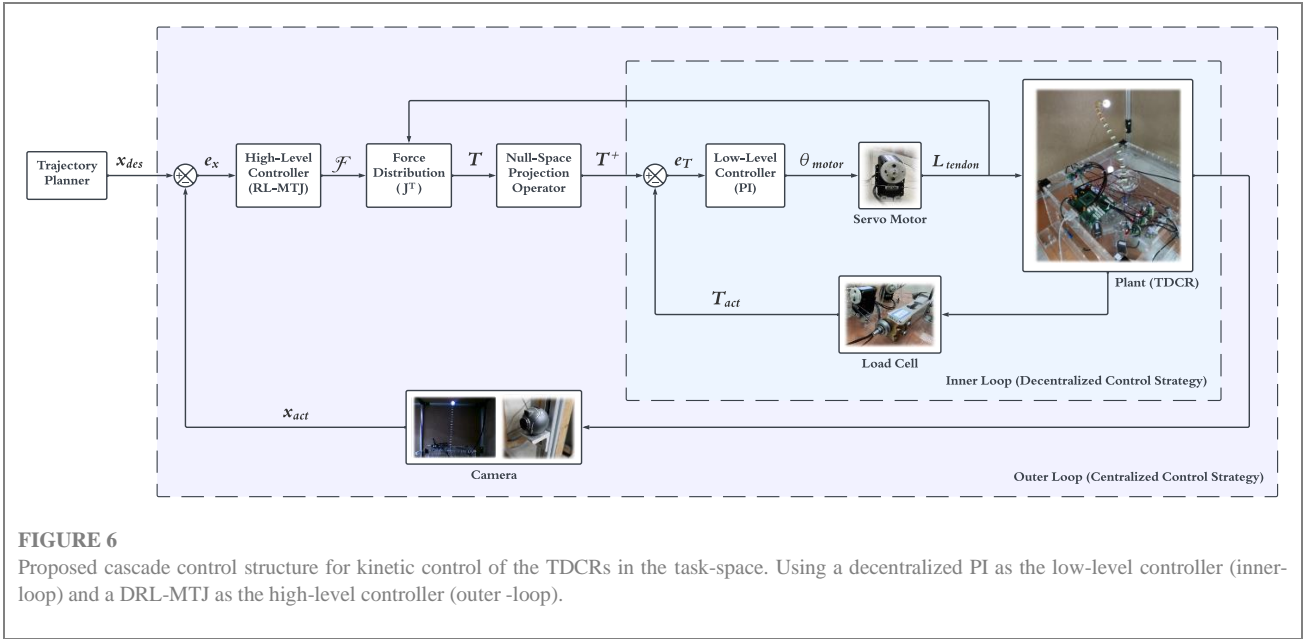 Trajectory
Planner
x_des
e_x
High-Level
Controller
(RL-MTJ)
ℱ
Force
Distribution
(Jᵀ)
T
Null-Space
Projection
Operator
T⁺
e_T
Low-Level
Controller
(PI)
θ_motor
Servo Motor
L_tendon
Plant (TDCR)
T_act
Load Cell
Inner Loop (Decentralized Control Strategy)
x_act
Camera
Outer Loop (Centralized Control Strategy)
FIGURE 6
Proposed cascade control structure for kinetic control of the TDCRs in the task-space. Using a decentralized PI as the low-level controller (inner-
loop) and a DRL-MTJ as the high-level controller (outer -loop).